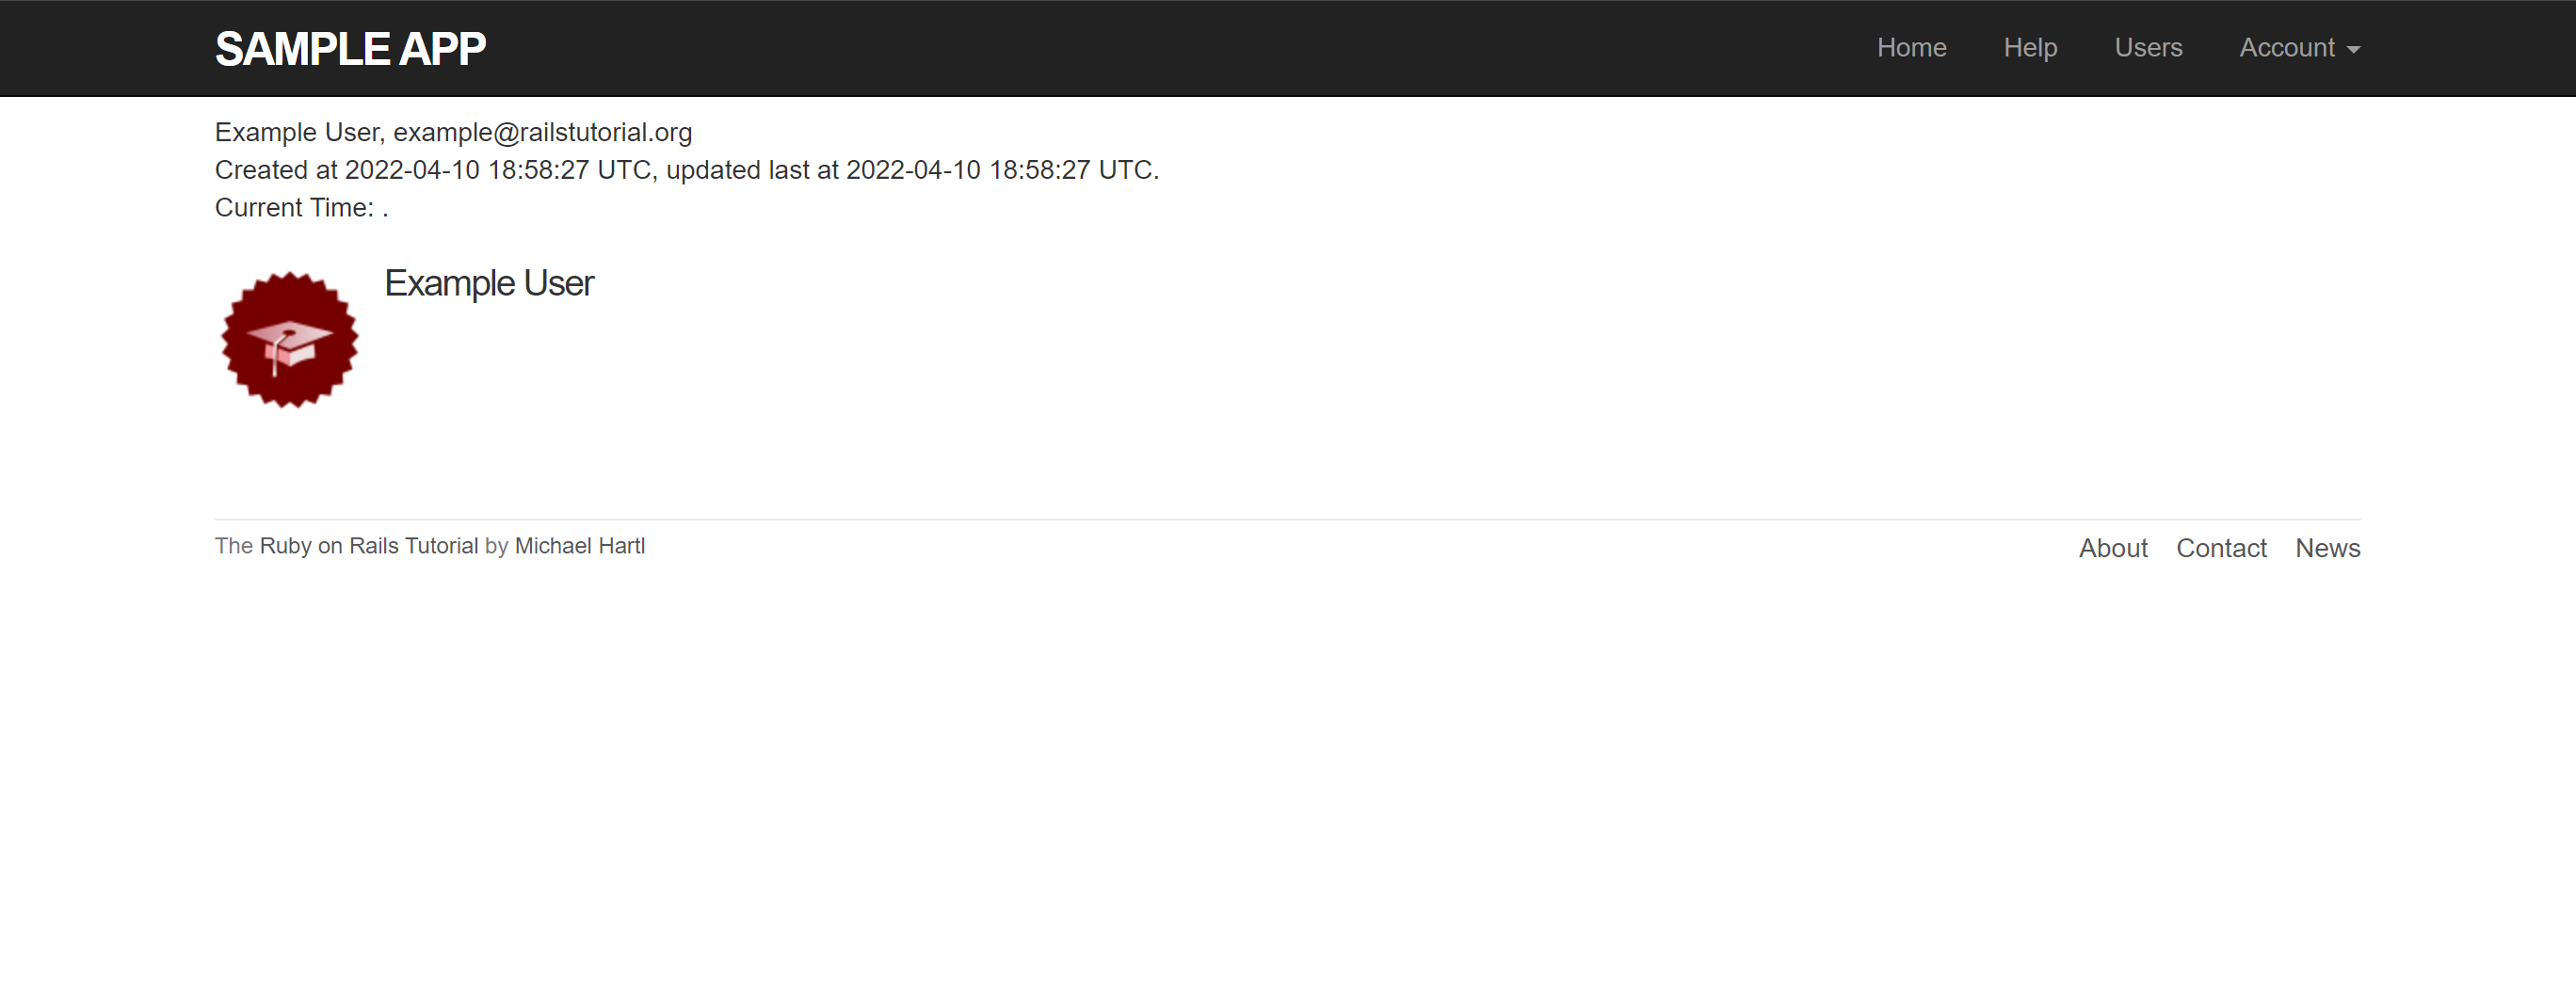 SAMPLE APP
Home Help Users Account
Example User, example@railstutorial.org
Created at 2022-04-10 18:58:27 UTC, updated last at 2022-04-10 18:58:27 UTC.
Current Time: .
Example User
The Ruby on Rails Tutorial by Michael Hartl
About Contact News